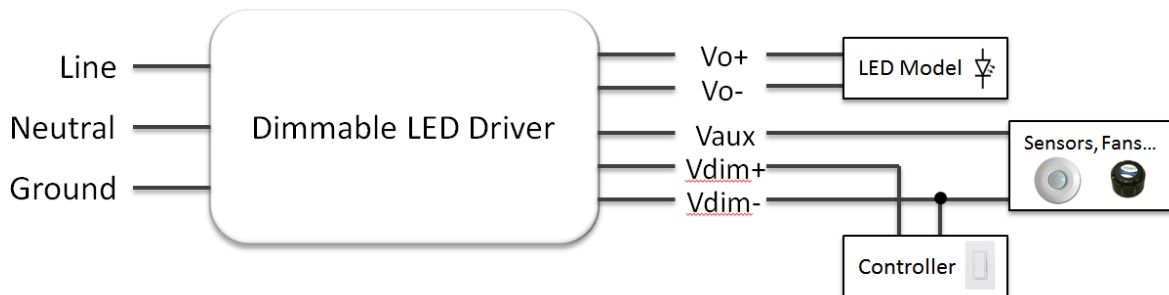 Line
Neutral
Ground
Dimmable LED Driver
Vo+
Vo-
Vaux
Vdim+
Vdim-
LED Model
Sensors, Fans...
Controller